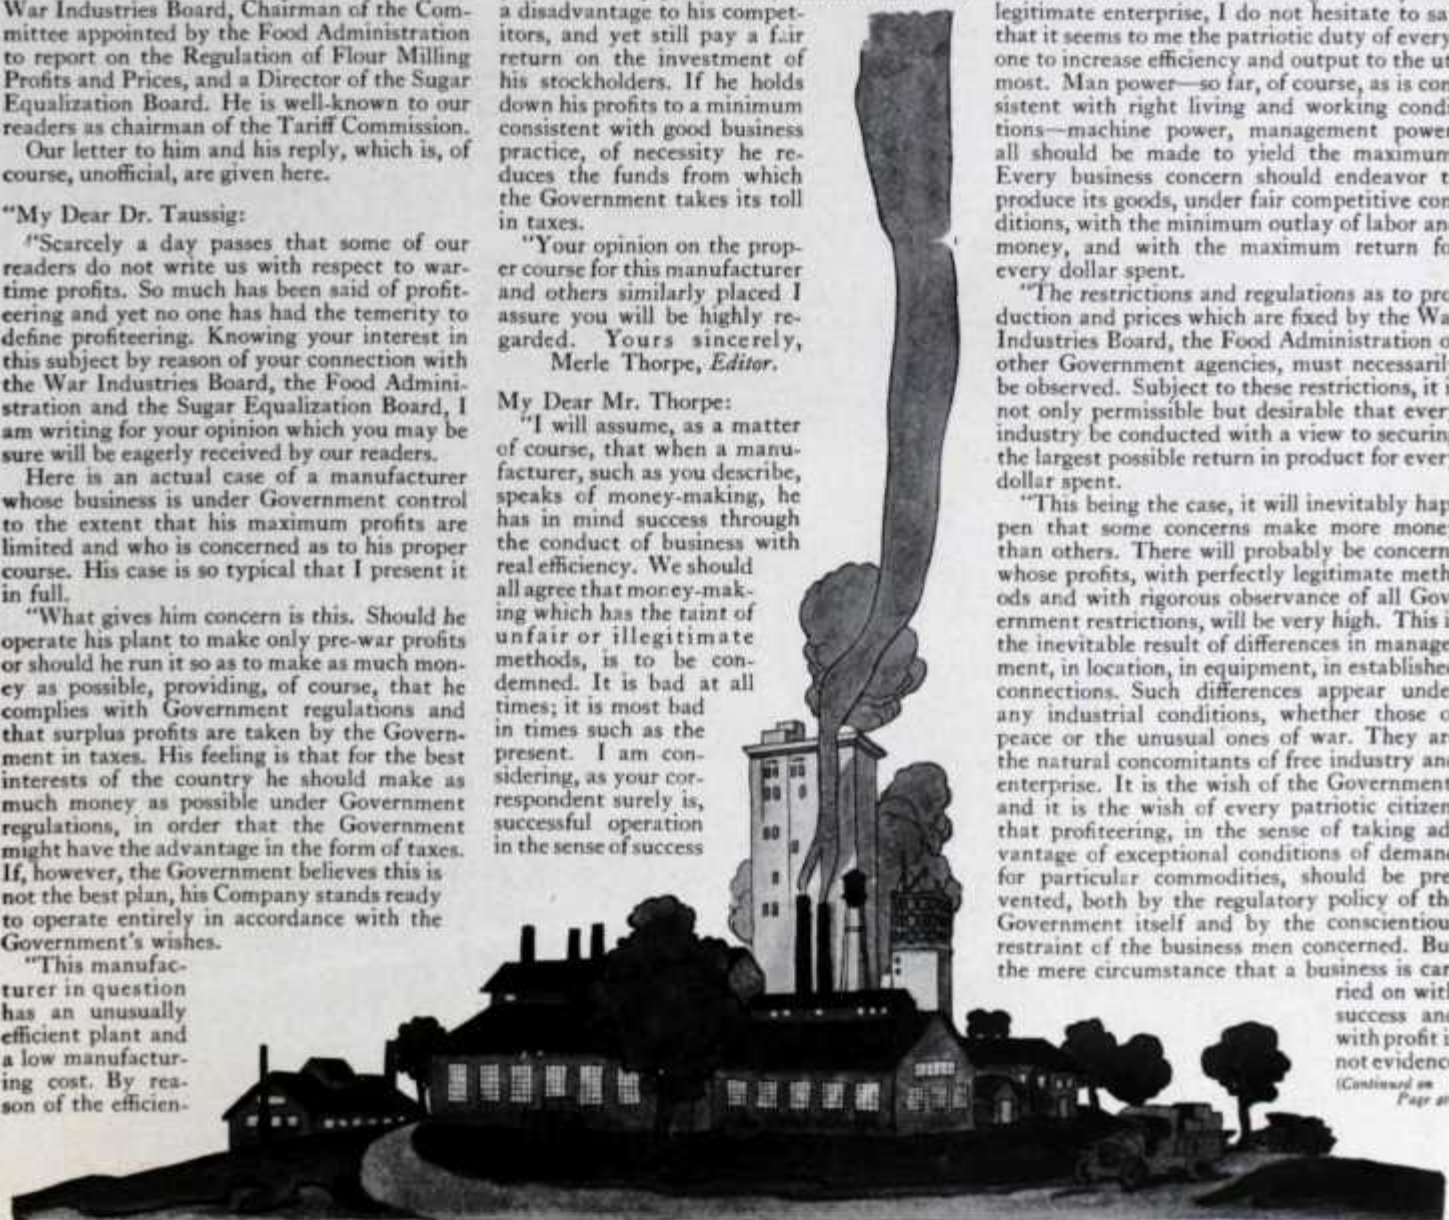 War Industries Board, Chairman of the Com-
mittee appointed by the Food Administration
to report on the Regulation of Flour Milling
Profits and Prices, and a Director of the Sugar
Equalization Board. He is well-known to our
readers as chairman of the Tariff Commission.
Our letter to him and his reply, which is, of
course, unofficial, are given here.
"My Dear Dr. Taussig:
"Scarcely a day passes that some of our
readers do not write us with respect to war-
time profits. So much has been said of profit-
eering and yet no one has had the temerity to
define profiteering. Knowing your interest in
this subject by reason of your connection with
the War Industries Board, the Food Admini-
stration and the Sugar Equalization Board, I
am writing for your opinion which you may be
sure will be eagerly received by our readers.
Here is an actual case of a manufacturer
whose business is under Government control
to the extent that his maximum profits are
limited and who is concerned as to his proper
course. His case is so typical that I present it
in full.
"What gives him concern is this. Should he
operate his plant to make only pre-war profits
or should he run it so as to make as much mon-
ey as possible, providing, of course, that he
complies with Government regulations and
that surplus profits are taken by the Govern-
ment in taxes. His feeling is that for the best
interests of the country he should make as
much money as possible under Government
regulations, in order that the Government
might have the advantage in the form of taxes.
If, however, the Government believes this is
not the best plan, his Company stands ready
to operate entirely in accordance with the
Government's wishes.
"This manufac-
turer in question
has an unusually
efficient plant and
a low manufactur-
ing cost. By rea-
son of the efficien-
a disadvantage to his compet-
itors, and yet still pay a fair
return on the investment of
his stockholders. If he holds
down his profits to a minimum
consistent with good business
practice, of necessity he re-
duces the funds from which
the Government takes its toll
in taxes.
"Your opinion on the prop-
er course for this manufacturer
and others similarly placed I
assure you will be highly re-
garded. Yours sincerely,
Merle Thorpe, Editor.
My Dear Mr. Thorpe:
"I will assume, as a matter
of course, that when a manu-
facturer, such as you describe,
speaks of money-making, he
has in mind success through
the conduct of business with
real efficiency. We should
all agree that money-mak-
ing which has the taint of
unfair or illegitimate
methods, is to be con-
demned. It is bad at all
times; it is most bad
in times such as the
present. I am con-
sidering, as your cor-
respondent surely is,
successful operation
in the sense of success
legitimate enterprise, I do not hesitate to sa
that it seems to me the patriotic duty of every
one to increase efficiency and output to the ut
most. Man power—so far, of course, as is con
sistent with right living and working condi
tions—machine power, management power
all should be made to yield the maximum
Every business concern should endeavor t
produce its goods, under fair competitive con
ditions, with the minimum outlay of labor an
money, and with the maximum return fo
every dollar spent.
"The restrictions and regulations as to pro
duction and prices which are fixed by the Wa
Industries Board, the Food Administration o
other Government agencies, must necessaril
be observed. Subject to these restrictions, it i
not only permissible but desirable that ever
industry be conducted with a view to securin
the largest possible return in product for ever
dollar spent.
"This being the case, it will inevitably hap
pen that some concerns make more mone
than others. There will probably be concern
whose profits, with perfectly legitimate meth
ods and with rigorous observance of all Gov
ernment restrictions, will be very high. This i
the inevitable result of differences in manage
ment, in location, in equipment, in establishe
connections. Such differences appear unde
any industrial conditions, whether those o
peace or the unusual ones of war. They ar
the natural concomitants of free industry and
enterprise. It is the wish of the Government
and it is the wish of every patriotic citizen
that profiteering, in the sense of taking ad
vantage of exceptional conditions of demand
for particular commodities, should be pre
vented, both by the regulatory policy of th
Government itself and by the conscientiou
restraint of the business men concerned. Bu
the mere circumstance that a business is car
ried on with
success and
with profit i
not evidence
(Continued on
Page